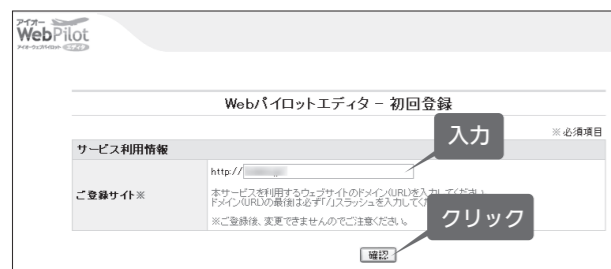 アイオー
WebPilot
アイオーウェブパイロット エディタ
Webパイロットエディタ - 初回登録
入力
※必須項目
サービス利用情報
http://
ご登録サイト※
本サービスを利用するウェブサイトのドメイン(URL)を入力してください。
ドメイン(URL)の最後は必ず「/」スラッシュを入力してく
※ご登録後、変更できませんのでご注意ください。
クリック
確認